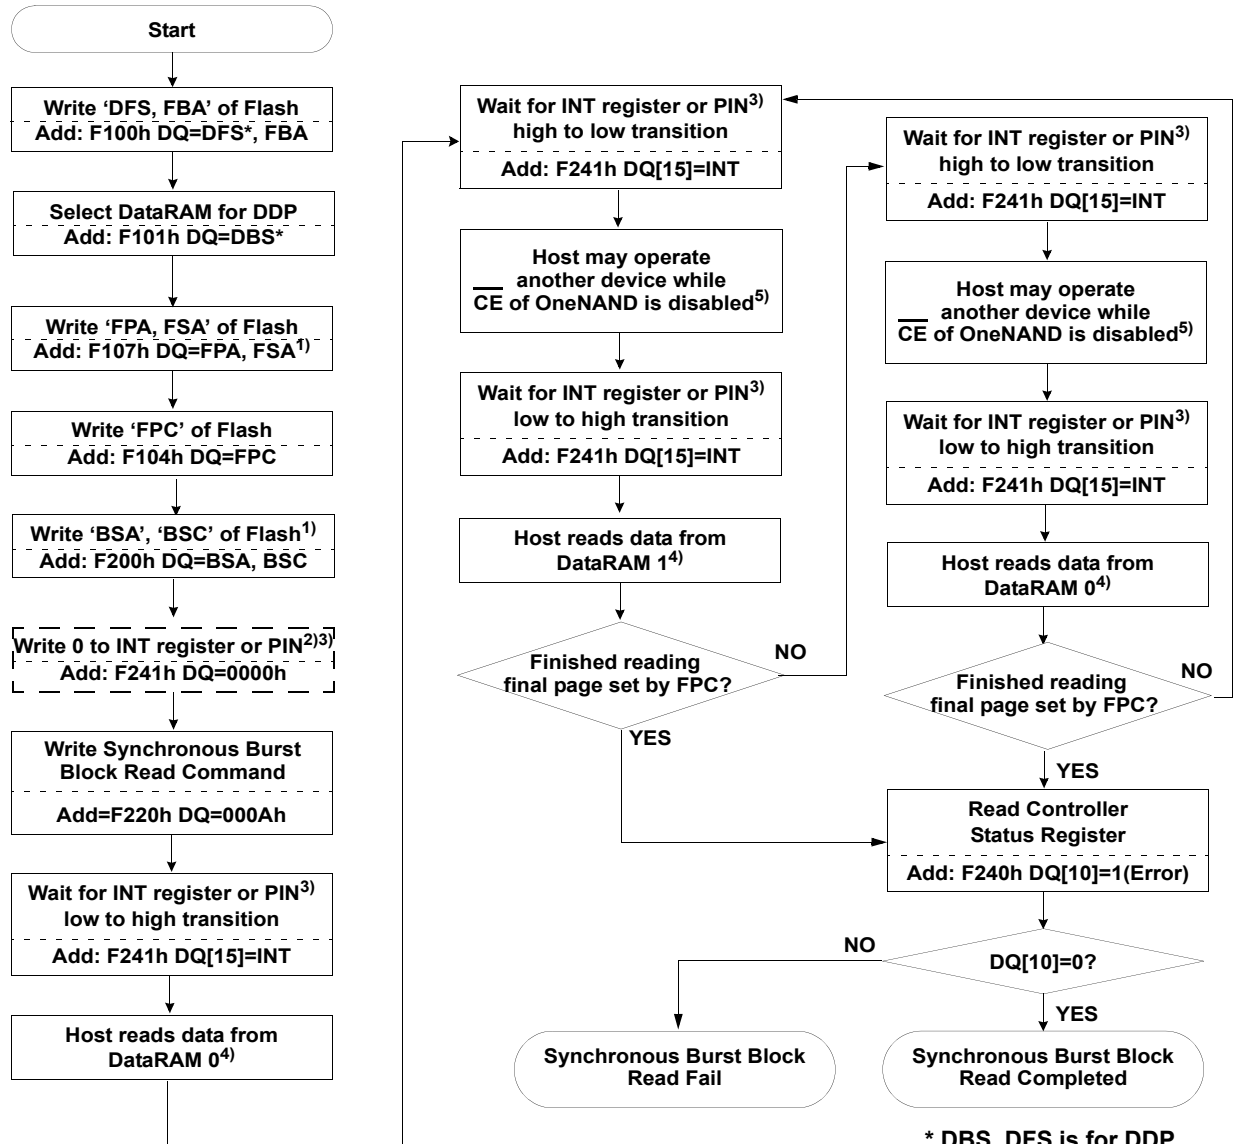 Start
Write ‘DFS, FBA’ of Flash
Add: F100h DQ=DFS*, FBA
Select DataRAM for DDP
Add: F101h DQ=DBS*
Write ‘FPA, FSA’ of Flash
Add: F107h DQ=FPA, FSA1)
Write ‘FPC’ of Flash
Add: F104h DQ=FPC
Write ‘BSA’, ‘BSC’ of Flash1)
Add: F200h DQ=BSA, BSC
Write 0 to INT register or PIN2)3)
Add: F241h DQ=0000h
Write Synchronous Burst
Block Read Command
Add=F220h DQ=000Ah
Wait for INT register or PIN3)
low to high transition
Add: F241h DQ[15]=INT
Host reads data from
DataRAM 04)
Wait for INT register or PIN3)
high to low transition
Add: F241h DQ[15]=INT
Host may operate
another device while
CE of OneNAND is disabled5)
Wait for INT register or PIN3)
low to high transition
Add: F241h DQ[15]=INT
Host reads data from
DataRAM 14)
Finished reading
final page set by FPC?
NO
YES
Wait for INT register or PIN3)
high to low transition
Add: F241h DQ[15]=INT
Host may operate
another device while
CE of OneNAND is disabled5)
Wait for INT register or PIN3)
low to high transition
Add: F241h DQ[15]=INT
Host reads data from
DataRAM 04)
Finished reading
final page set by FPC?
NO
YES
Read Controller
Status Register
Add: F240h DQ[10]=1(Error)
DQ[10]=0?
NO
YES
Synchronous Burst Block
Read Fail
Synchronous Burst Block
Read Completed
* DBS, DFS is for DDP